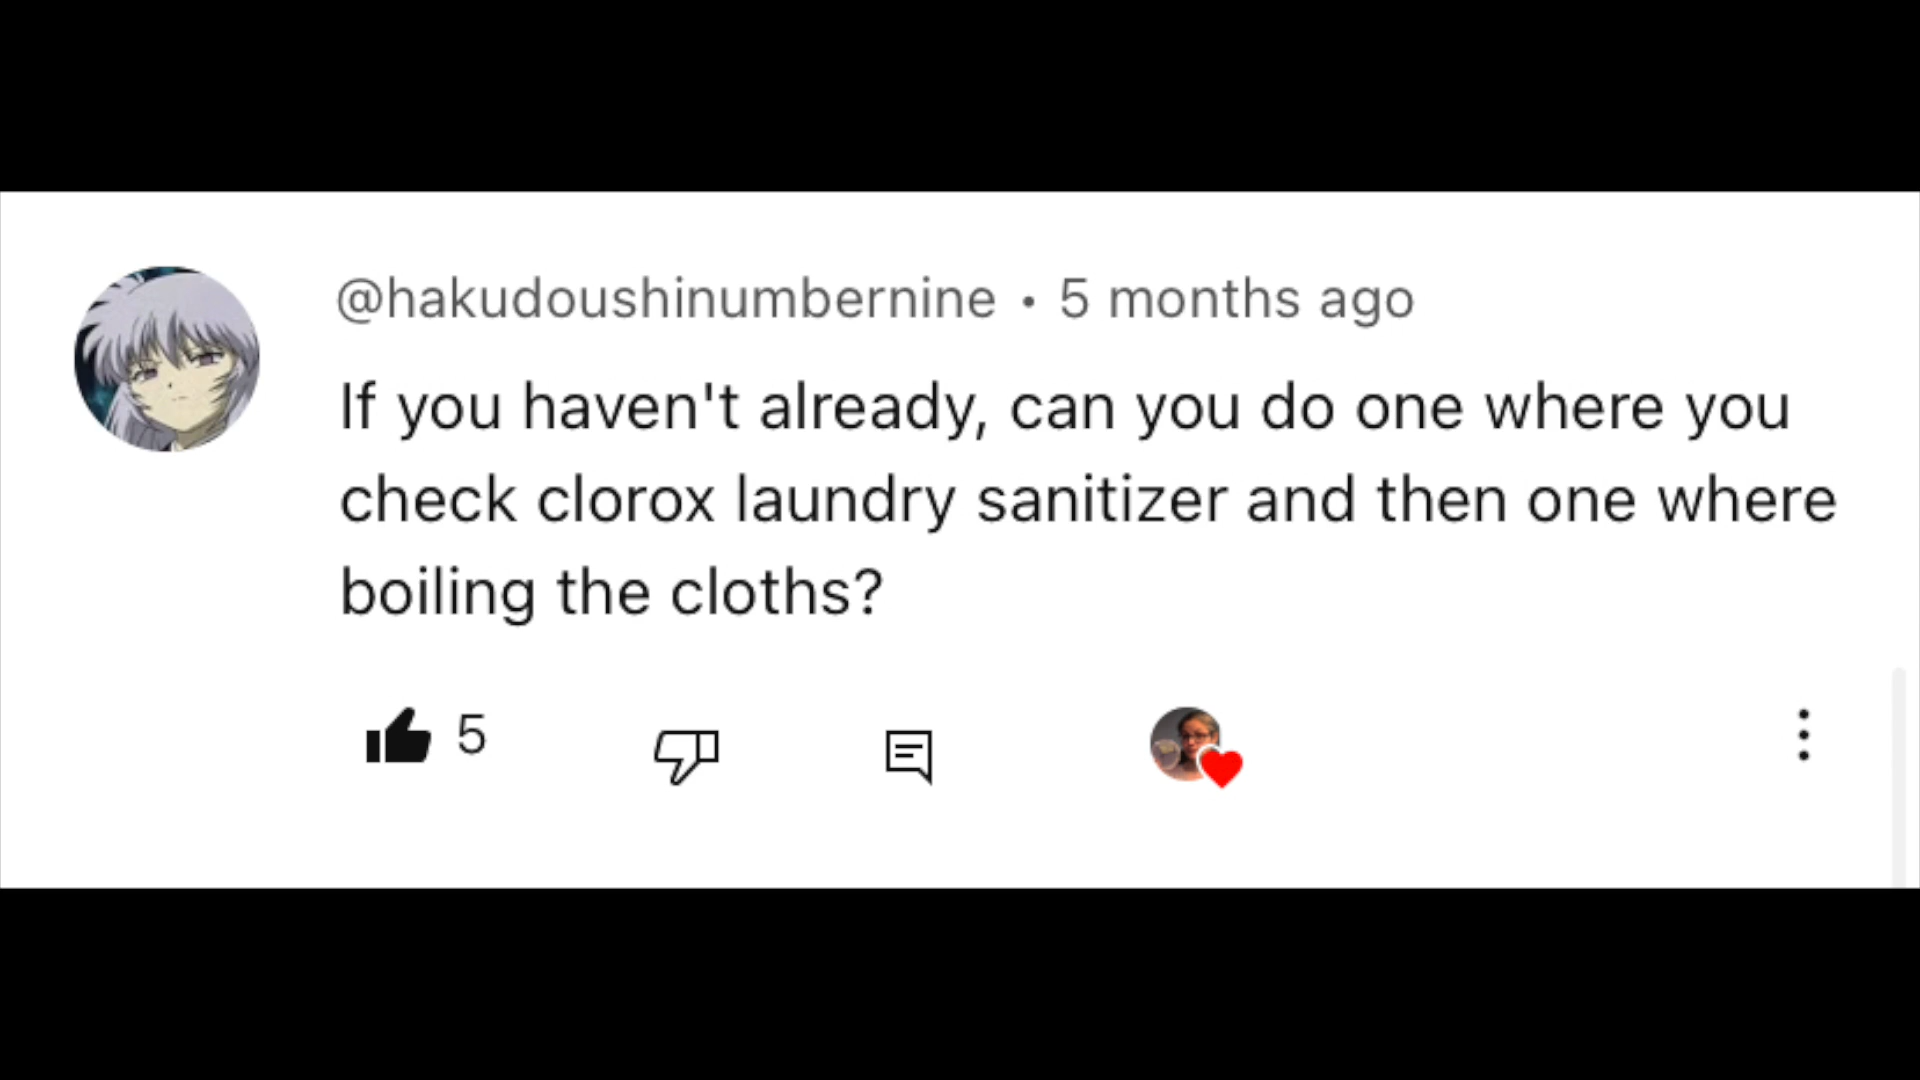 @hakudoushinumbernine • 5 months ago
If you haven't already, can you do one where you
check clorox laundry sanitizer and then one where
boiling the cloths?
5